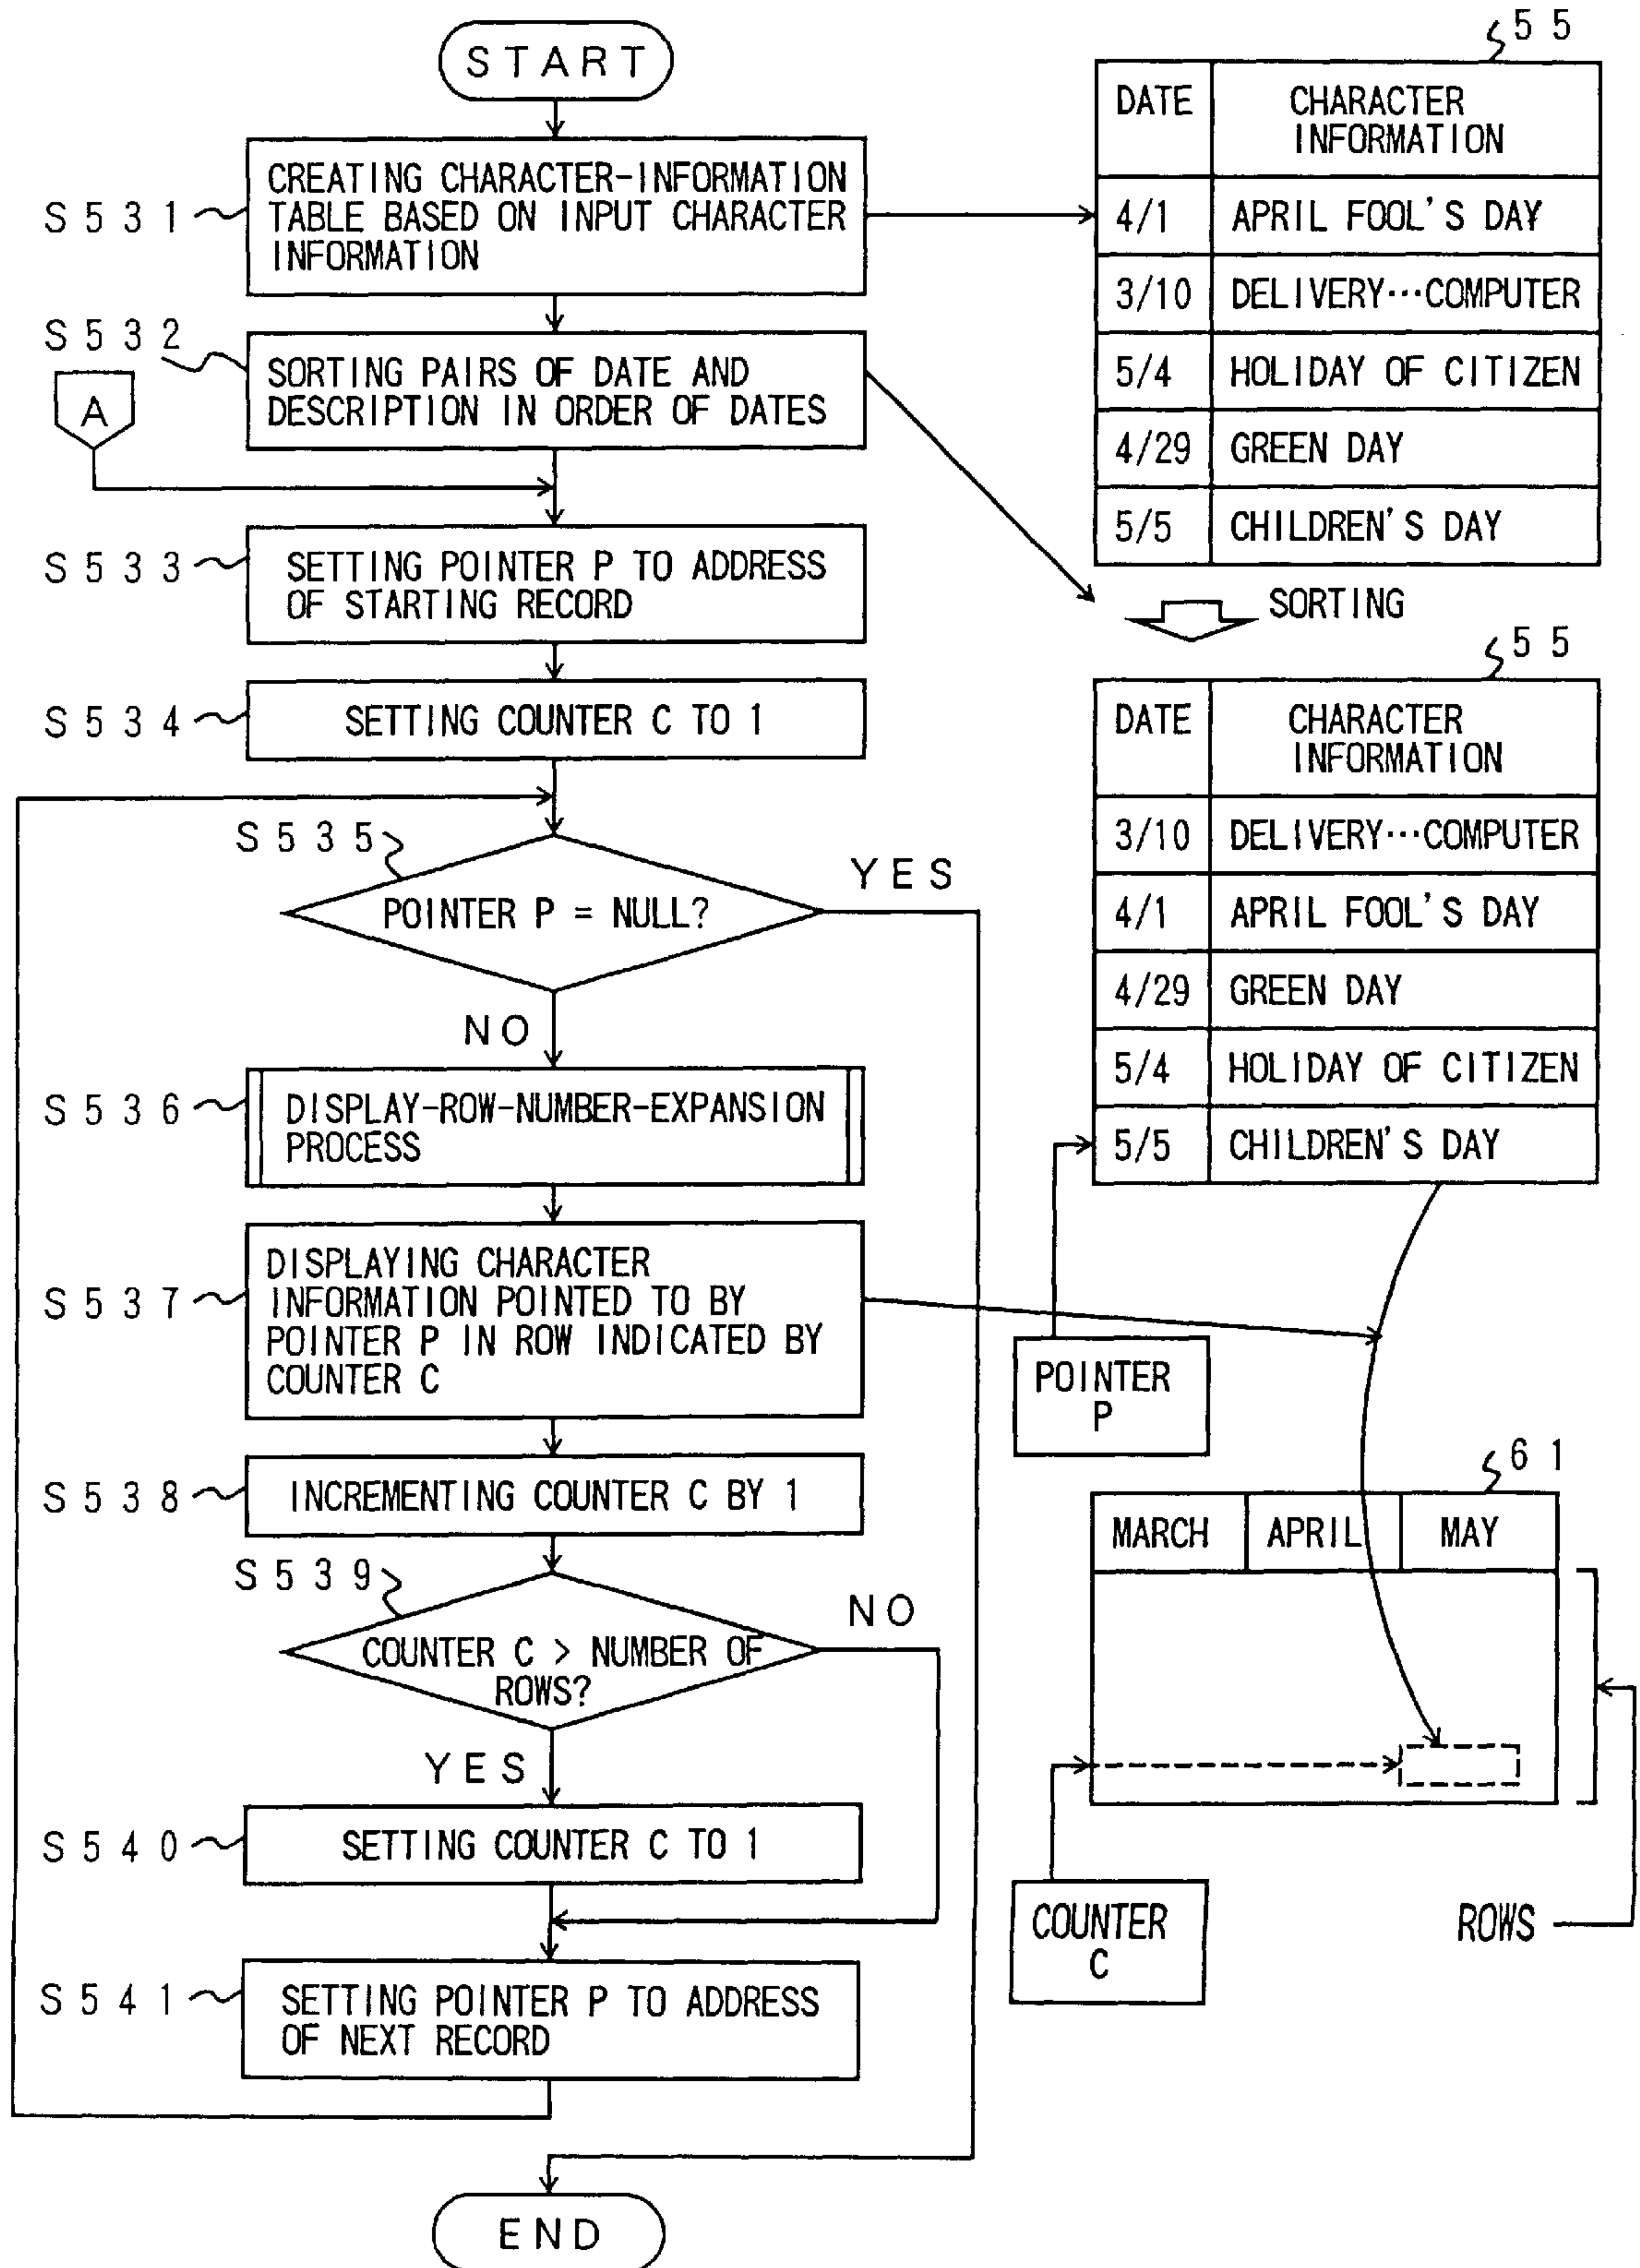 START
S531
CREATING CHARACTER-INFORMATION
TABLE BASED ON INPUT CHARACTER
INFORMATION
S532
SORTING PAIRS OF DATE AND
DESCRIPTION IN ORDER OF DATES
A
S533
SETTING POINTER P TO ADDRESS
OF STARTING RECORD
S534
SETTING COUNTER C TO 1
S535
POINTER P = NULL?
YES
NO
S536
DISPLAY-ROW-NUMBER-EXPANSION
PROCESS
S537
DISPLAYING CHARACTER
INFORMATION POINTED TO BY
POINTER P IN ROW INDICATED BY
COUNTER C
S538
INCREMENTING COUNTER C BY 1
S539
COUNTER C > NUMBER OF
ROWS?
NO
YES
S540
SETTING COUNTER C TO 1
S541
SETTING POINTER P TO ADDRESS
OF NEXT RECORD
END
55
DATE CHARACTER
INFORMATION
4/1 APRIL FOOL'S DAY
3/10 DELIVERY···COMPUTER
5/4 HOLIDAY OF CITIZEN
4/29 GREEN DAY
5/5 CHILDREN'S DAY
SORTING
55
DATE CHARACTER
INFORMATION
3/10 DELIVERY···COMPUTER
4/1 APRIL FOOL'S DAY
4/29 GREEN DAY
5/4 HOLIDAY OF CITIZEN
5/5 CHILDREN'S DAY
POINTER
P
61
MARCH APRIL MAY
COUNTER
C
ROWS